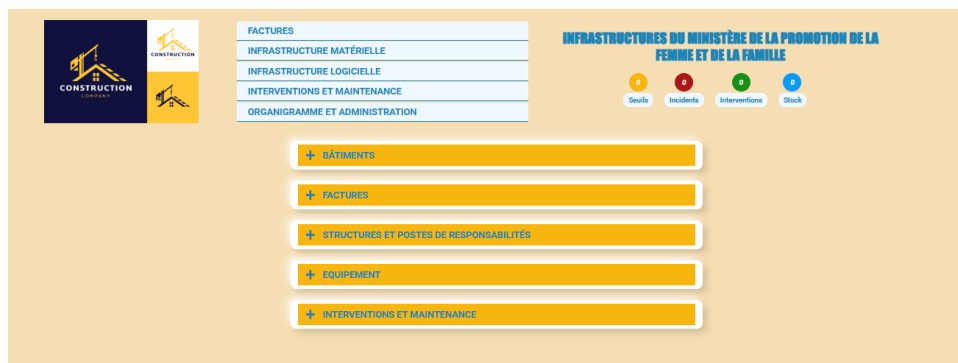 CONSTRUCTION
COMPANY
CONSTRUCTION
FACTURES
INFRASTRUCTURE MATÉRIELLE
INFRASTRUCTURE LOGICIELLE
INTERVENTIONS ET MAINTENANCE
ORGANIGRAMME ET ADMINISTRATION
INFRASTRUCTURES DU MINISTÈRE DE LA PROMOTION DE LA
FEMME ET DE LA FAMILLE
0 0 0 0
Seuils Incidents Interventions Stock
+ BÂTIMENTS
+ FACTURES
+ STRUCTURES ET POSTES DE RESPONSABILITÉS
+ EQUIPEMENT
+ INTERVENTIONS ET MAINTENANCE